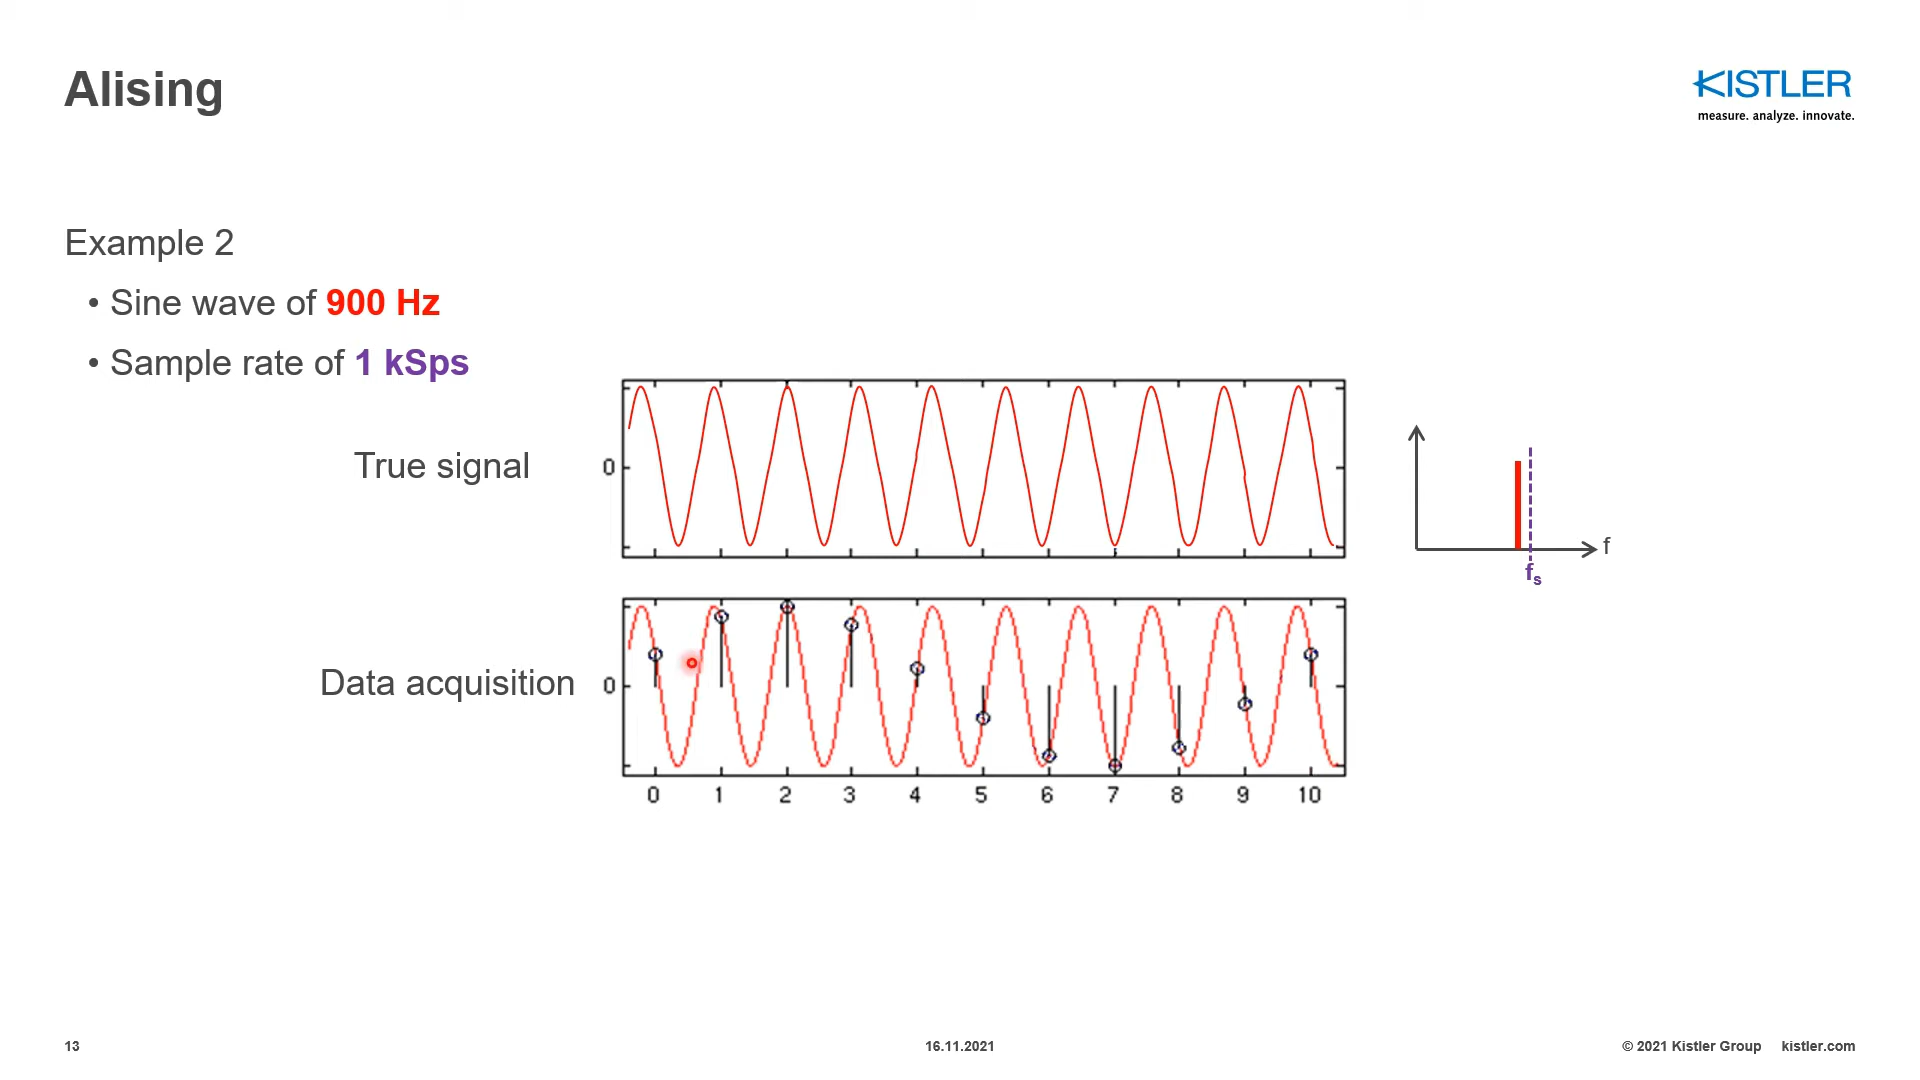 Alising
KISTLER
measure. analyze. innovate.
Example 2
• Sine wave of 900 Hz
• Sample rate of 1 kSps
True signal
0
f
fs
Data acquisition
0
0 1 2 3 4 5 6 7 8 9 10
13
16.11.2021
© 2021 Kistler Group kistler.com